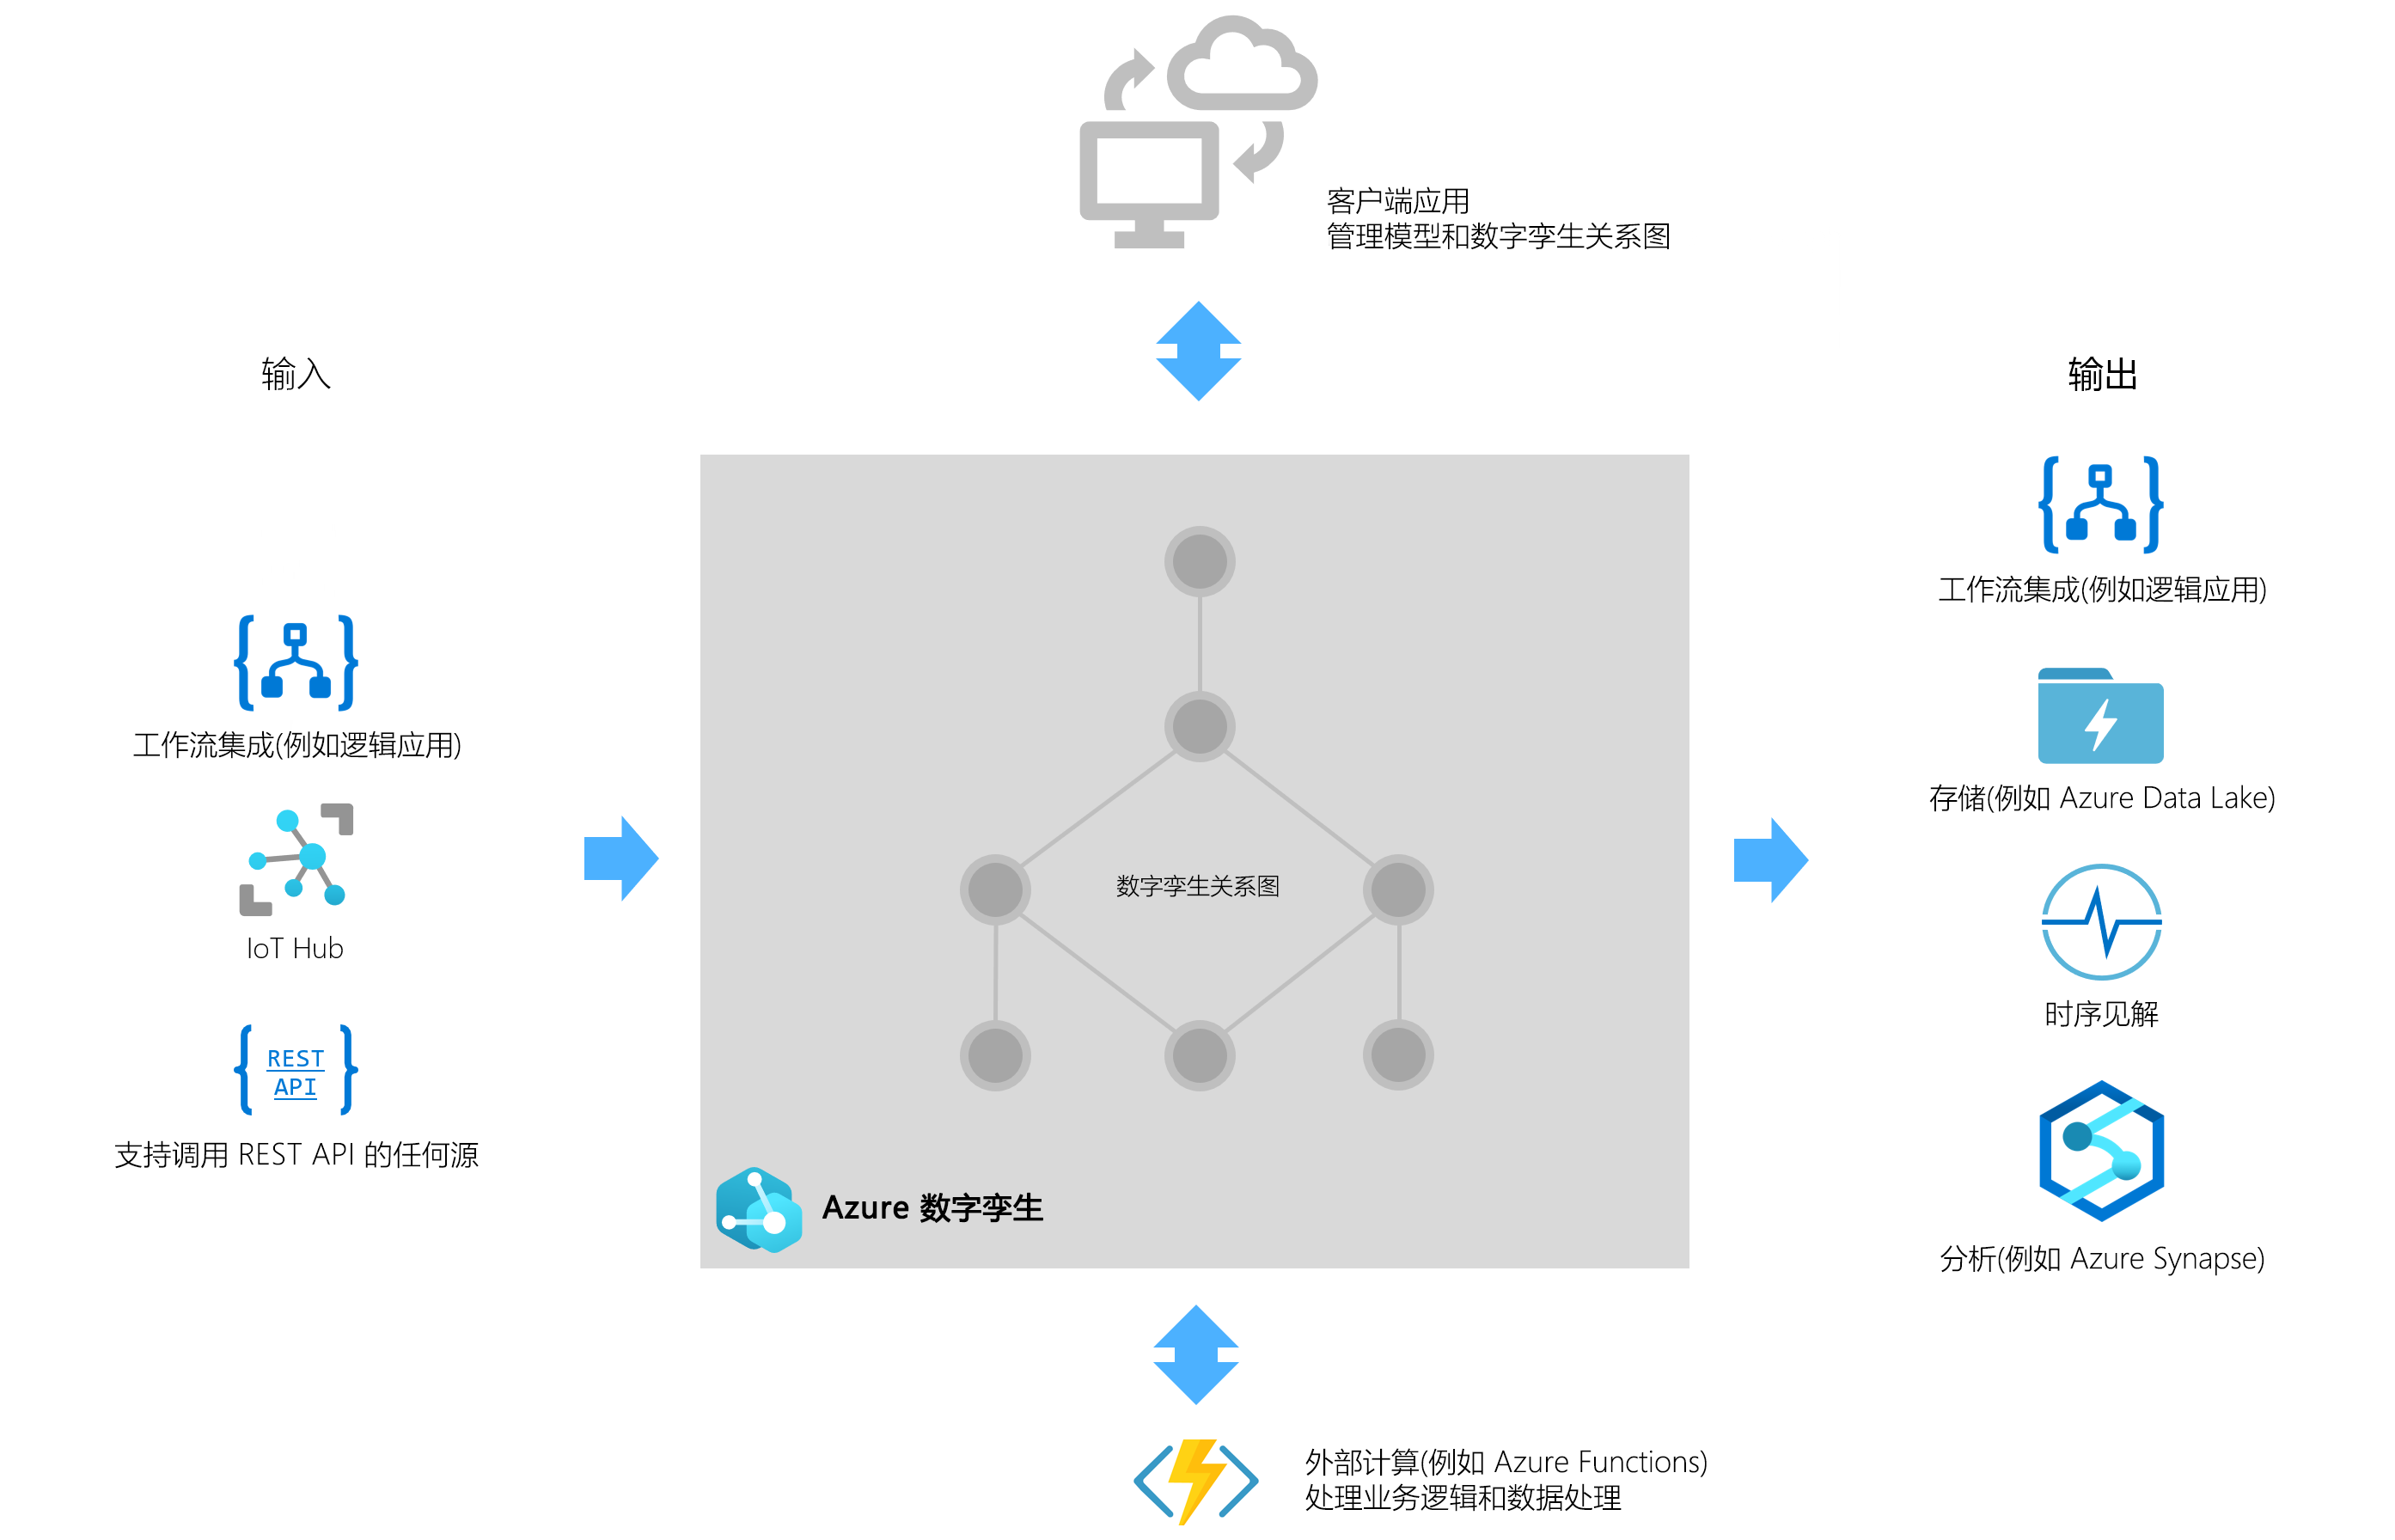 客户端应用
管理模型和数字孪生关系图
输入
输出
工作流集成(例如逻辑应用)
IoT Hub
REST
API
支持调用 REST API 的任何源
数字孪生关系图
Azure 数字孪生
工作流集成(例如逻辑应用)
存储(例如 Azure Data Lake)
时序见解
分析(例如 Azure Synapse)
外部计算(例如 Azure Functions)
处理业务逻辑和数据处理